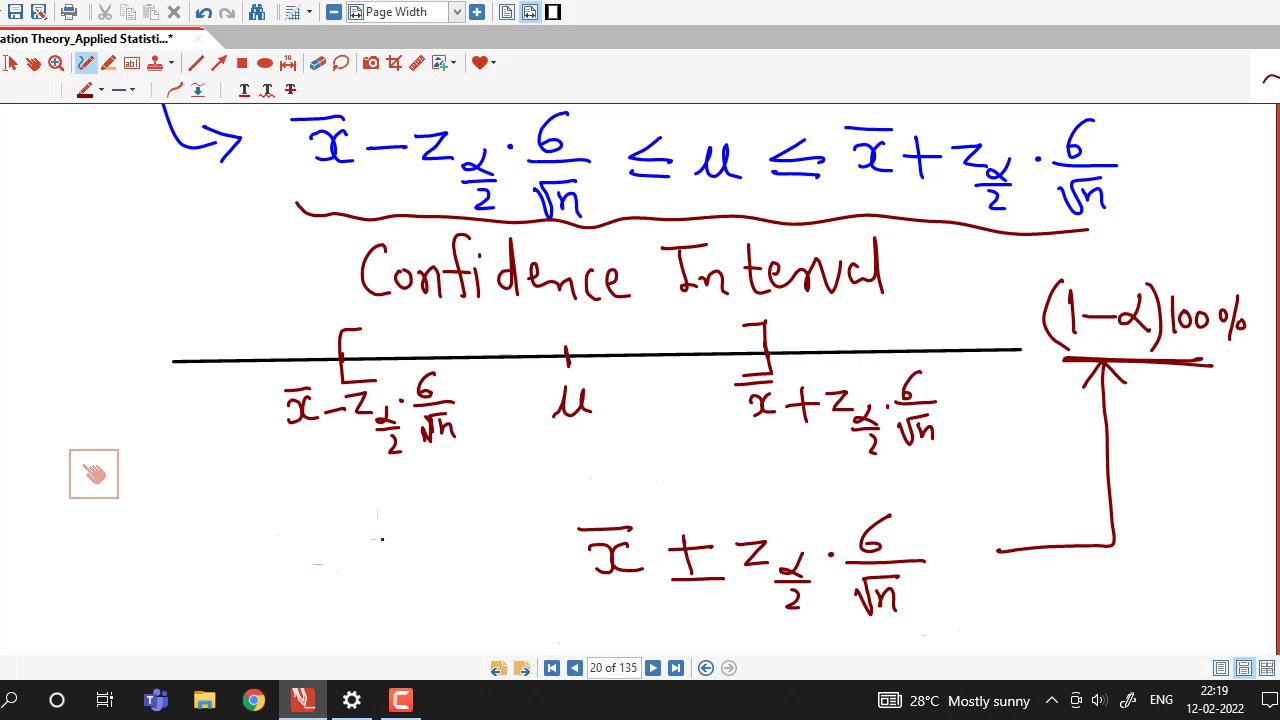 Page Width
ation Theory_Applied Statisti...*
10
T T T
x̄ − z_{α/2} · σ/√n ≤ μ ≤ x̄ + z_{α/2} · σ/√n
Confidence Interval
(1−α)100%
x̄ − z_{α/2} · σ/√n μ x̄ + z_{α/2} · σ/√n
x̄ ± z_{α/2} · σ/√n
20 of 135
28°C Mostly sunny ENG 22:19
12-02-2022